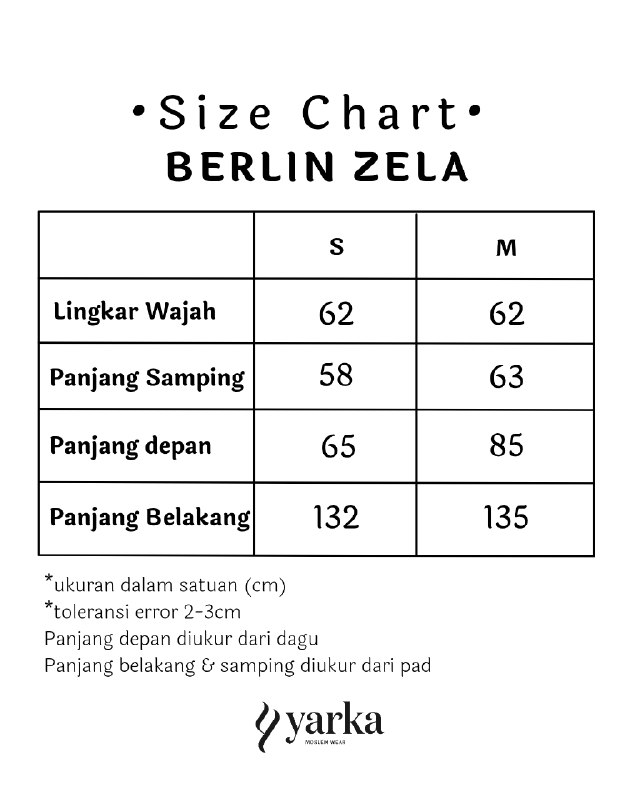 •Size Chart•
BERLIN ZELA
S M
Lingkar Wajah 62 62
Panjang Samping 58 63
Panjang depan 65 85
Panjang Belakang 132 135
*ukuran dalam satuan (cm)
*toleransi error 2-3cm
Panjang depan diukur dari dagu
Panjang belakang & samping diukur dari pad
yarka
MOSLEM WEAR